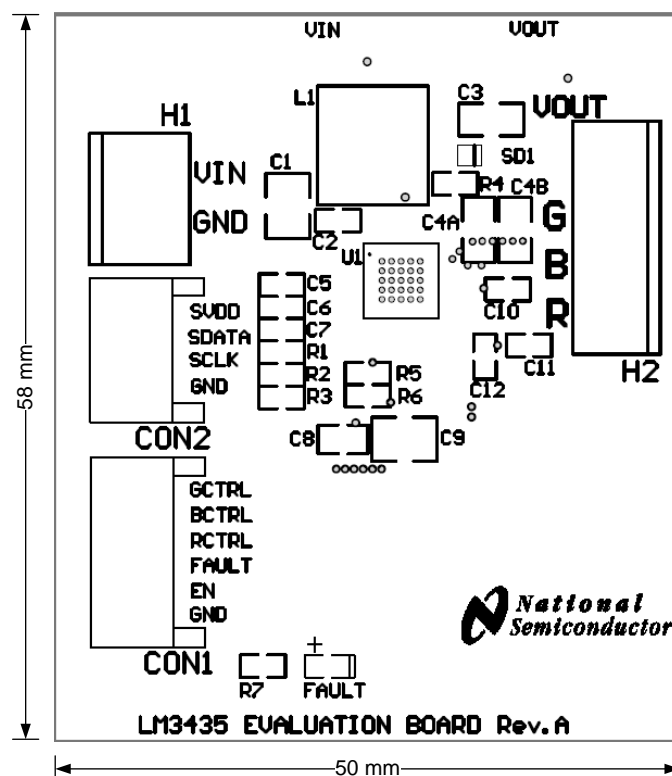 VIN
VOUT
L1
C3
H1
VOUT
C1
SD1
VIN
R4
C4B
GND
C4A
G
C2
U1
B
C5
C10
SVDD
C6
R
SDATA
C7
SCLK
R1
C11
GND
R2
R5
H2
R3
R6
C12
CON2
C8
C9
58 mm
GCTRL
BCTRL
RCTRL
FAULT
EN
GND
National
Semiconductor
CON1
+
R7
FAULT
LM3435 EVALUATION BOARD Rev.A
50 mm